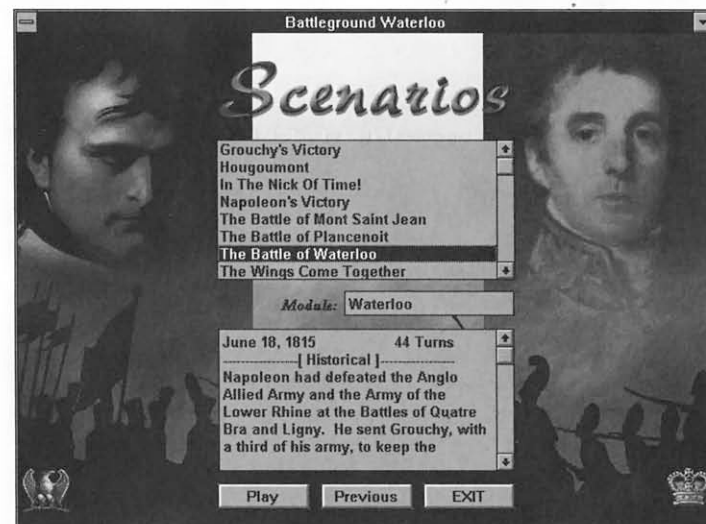 Battleground Waterloo
Scenarios
Grouchy's Victory
Hougoumont
In The Nick Of Time!
Napoleon's Victory
The Battle of Mont Saint Jean
The Battle of Plancenoit
The Battle of Waterloo
The Wings Come Together
Module: Waterloo
June 18, 1815 44 Turns
------------------[ Historical ]------------------
Napoleon had defeated the Anglo
Allied Army and the Army of the
Lower Rhine at the Battles of Quatre
Bra and Ligny. He sent Grouchy, with
a third of his army, to keep the
Play Previous EXIT